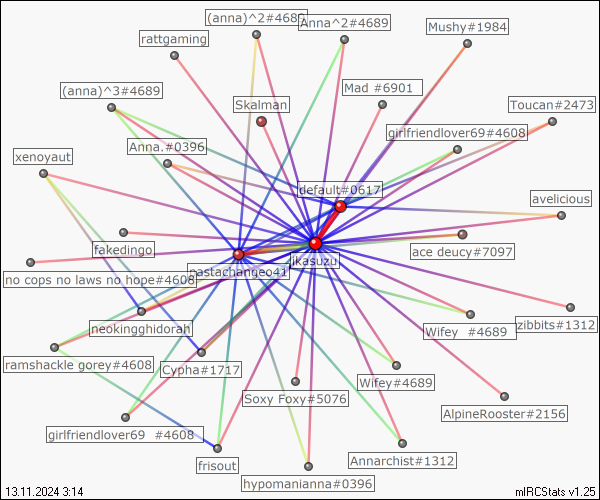 (anna)^2#4689
Anna^2#4689
Mushy#1984
rattgaming
(anna)^3#4689
Mad #6901
Skalman
Toucan#2473
girlfriendlover69#4608
Anna.#0396
xenoyaut
default#0617
avelicious
fakedingo
ace deucy#7097
jkasuzu
pastachangeo41
no cops no laws no hope#4608
neokingghidorah
Wifey #4689
zibbits#1312
ramshackle gorey#4608
Cypha#1717
Wifey#4689
Soxy Foxy#5076
AlpineRooster#2156
girlfriendlover69 #4608
frisout
Annarchist#1312
hypomanianna#0396
13.11.2024 3:14
mIRCStats v1.25